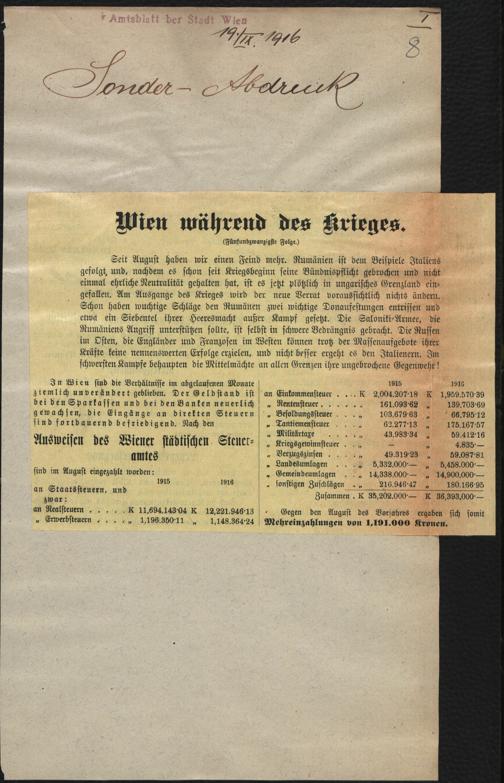 Amtsblatt der Stadt Wien
I
19/IX. 1916
8
Sonder-Abdruck
Wien während des Krieges.
(Fünfundzwanzigste Folge.)
Seit August haben wir einen Feind mehr. Rumänien ist dem Beispiele Italiens
gefolgt und, nachdem es schon seit Kriegsbeginn seine Bündnispflicht gebrochen und nicht
einmal ehrliche Neutralität gehalten hat, ist es jetzt plötzlich in ungarisches Grenzland ein-
gefallen. Am Ausgange des Krieges wird der neue Verrat voraussichtlich nichts ändern.
Schon haben wuchtige Schläge den Rumänen zwei wichtige Donaufestungen entrissen und
etwa ein Siebentel ihrer Heeresmacht außer Kampf gesetzt. Die Saloniki-Armee, die
Rumäniens Angriff unterstützen sollte, ist selbst in schwere Bedrängnis gebracht. Die Russen
im Osten, die Engländer und Franzosen im Westen können trotz der Massenaufgebote ihrer
Kräfte keine nennenswerten Erfolge erzielen, und nicht besser ergeht es den Italienern. Im
schwersten Kampfe behaupten die Mittelmächte an allen Grenzen ihre ungebrochene Gegenwehr!
In Wien sind die Verhältnisse im abgelaufenen Monate
ziemlich unverändert geblieben. Der Geldstand ist
bei den Sparkassen und bei den Banken neuerlich
gewachsen, die Eingänge an direkten Steuern
sind fortdauernd befriedigend. Nach den
Ausweisen des Wiener städtischen Steuer-
amtes
sind im August eingezahlt worden:
1915 1916
an Staatssteuern, und
zwar:
an Realsteuern . . . . K 11,694.143·04 K 12,221.946·13
„ Erwerbsteuern . . „ 1,196.350·11 „ 1,148.364·24
1915 1916
an Einkommensteuer . . K 2,004.207·18 K 1,959.570·39
„ Rentensteuer . . . . „ 161.093·62 „ 139.703·69
„ Besoldungssteuer . . „ 103.679·63 „ 66.795·12
„ Tantiemensteuer . . „ 62.277·13 „ 175.167·57
„ Militärtaxe . . . „ 43.983·34 „ 59.412·16
„ Kriegsgewinnsteuer . „ — „ 4.835·—
„ Verzugszinsen . . „ 49.319·23 „ 59.087·81
„ Landesumlagen . . „ 5,332.000·— „ 5,458.000·—
„ Gemeindeumlagen . . „ 14,338.000·— „ 14,900.000·—
„ sonstigen Zuschlägen . „ 216.946·47 „ 180.166·95
Zusammen . K 35,202.000·— K 36,393.000·—
Gegen den August des Vorjahres ergaben sich somit
Mehreinzahlungen von 1,191.000 Kronen.